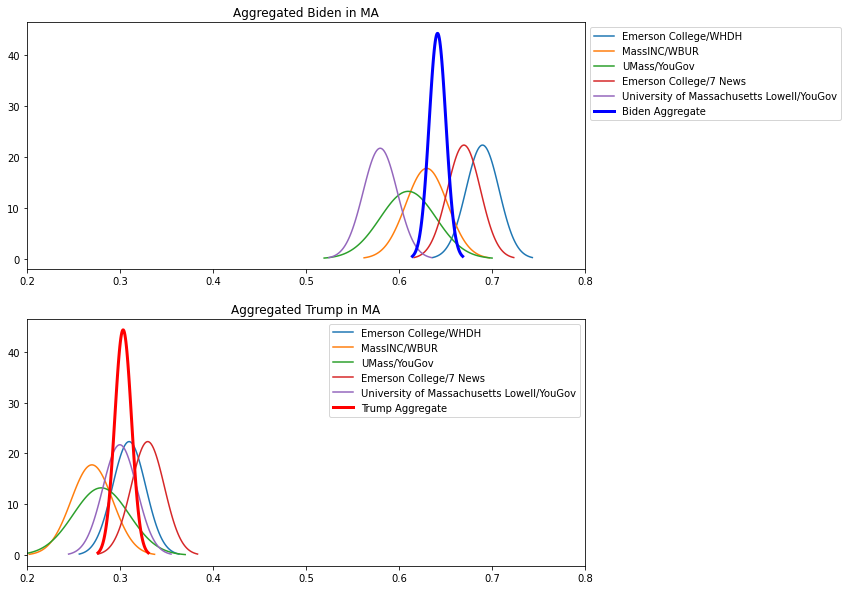 Aggregated Biden in MA
40
30
20
10
0
0.2 0.3 0.4 0.5 0.6 0.7 0.8
Emerson College/WHDH
MassINC/WBUR
UMass/YouGov
Emerson College/7 News
University of Massachusetts Lowell/YouGov
Biden Aggregate
Aggregated Trump in MA
40
30
20
10
0
0.2 0.3 0.4 0.5 0.6 0.7 0.8
Emerson College/WHDH
MassINC/WBUR
UMass/YouGov
Emerson College/7 News
University of Massachusetts Lowell/YouGov
Trump Aggregate